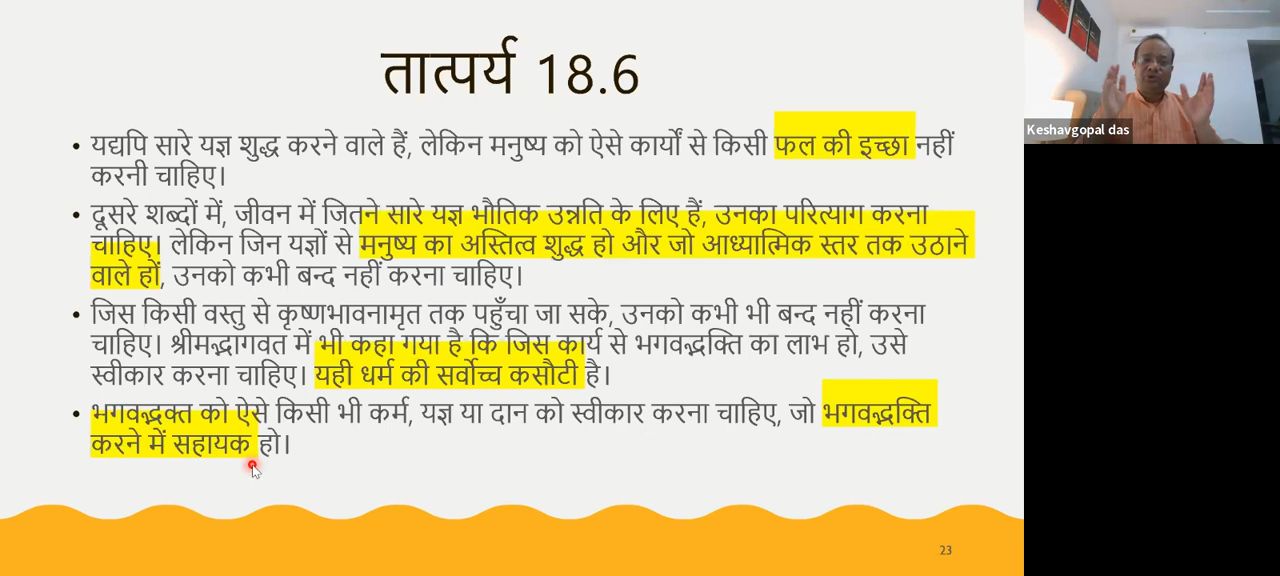 तात्पर्य 18.6
• यद्यपि सारे यज्ञ शुद्ध करने वाले हैं, लेकिन मनुष्य को ऐसे कार्यों से किसी फल की इच्छा नहीं
करनी चाहिए।
• दूसरे शब्दों में, जीवन में जितने सारे यज्ञ भौतिक उन्नति के लिए हैं, उनका परित्याग करना
चाहिए। लेकिन जिन यज्ञों से मनुष्य का अस्तित्व शुद्ध हो और जो आध्यात्मिक स्तर तक उठाने
वाले हों, उनको कभी बन्द नहीं करना चाहिए।
• जिस किसी वस्तु से कृष्णभावनामृत तक पहुँचा जा सके, उनको कभी भी बन्द नहीं करना
चाहिए। श्रीमद्भागवत में भी कहा गया है कि जिस कार्य से भगवद्भक्ति का लाभ हो, उसे
स्वीकार करना चाहिए। यही धर्म की सर्वोच्च कसौटी है।
• भगवद्भक्त को ऐसे किसी भी कर्म, यज्ञ या दान को स्वीकार करना चाहिए, जो भगवद्भक्ति
करने में सहायक हो।
23
Keshavgopal das